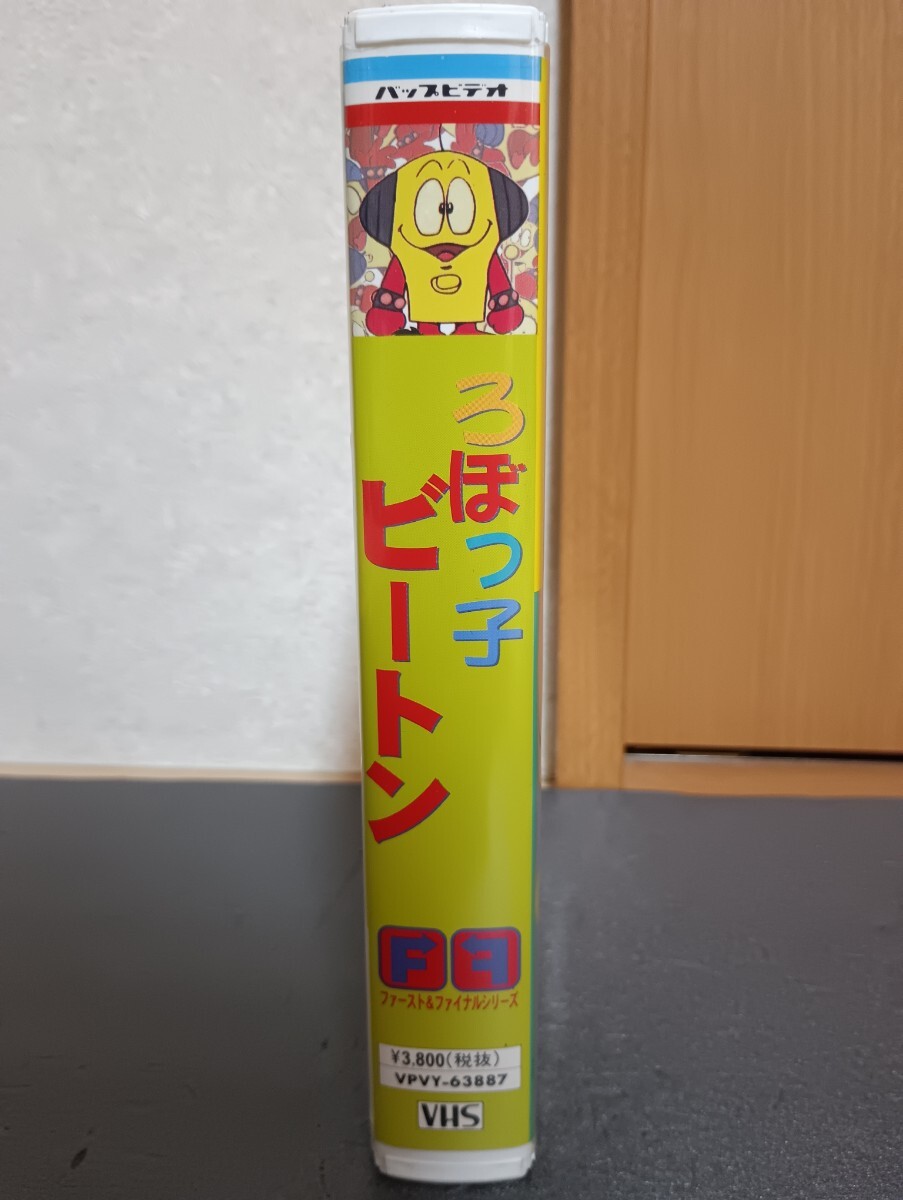 バップビデオ
ろぼっ子
ビートン
F F
ファースト&ファイナルシリーズ
¥3,800(税抜)
VPVY-63887
VHS